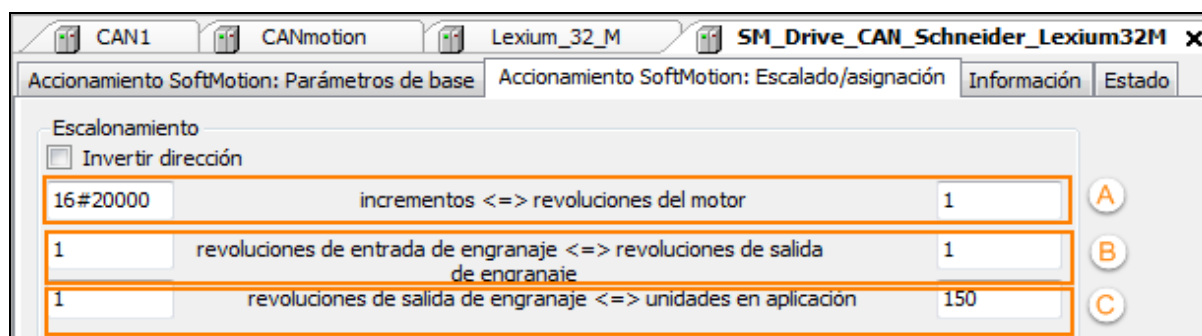 CAN1 CANmotion Lexium_32_M SM_Drive_CAN_Schneider_Lexium32M
Accionamiento SoftMotion: Parámetros de base Accionamiento SoftMotion: Escalado/asignación Información Estado
Escalonamiento
Invertir dirección
16#20000 incrementos <=> revoluciones del motor 1 A
1 revoluciones de entrada de engranaje <=> revoluciones de salida 1 B
de engranaje
1 revoluciones de salida de engranaje <=> unidades en aplicación 150 C